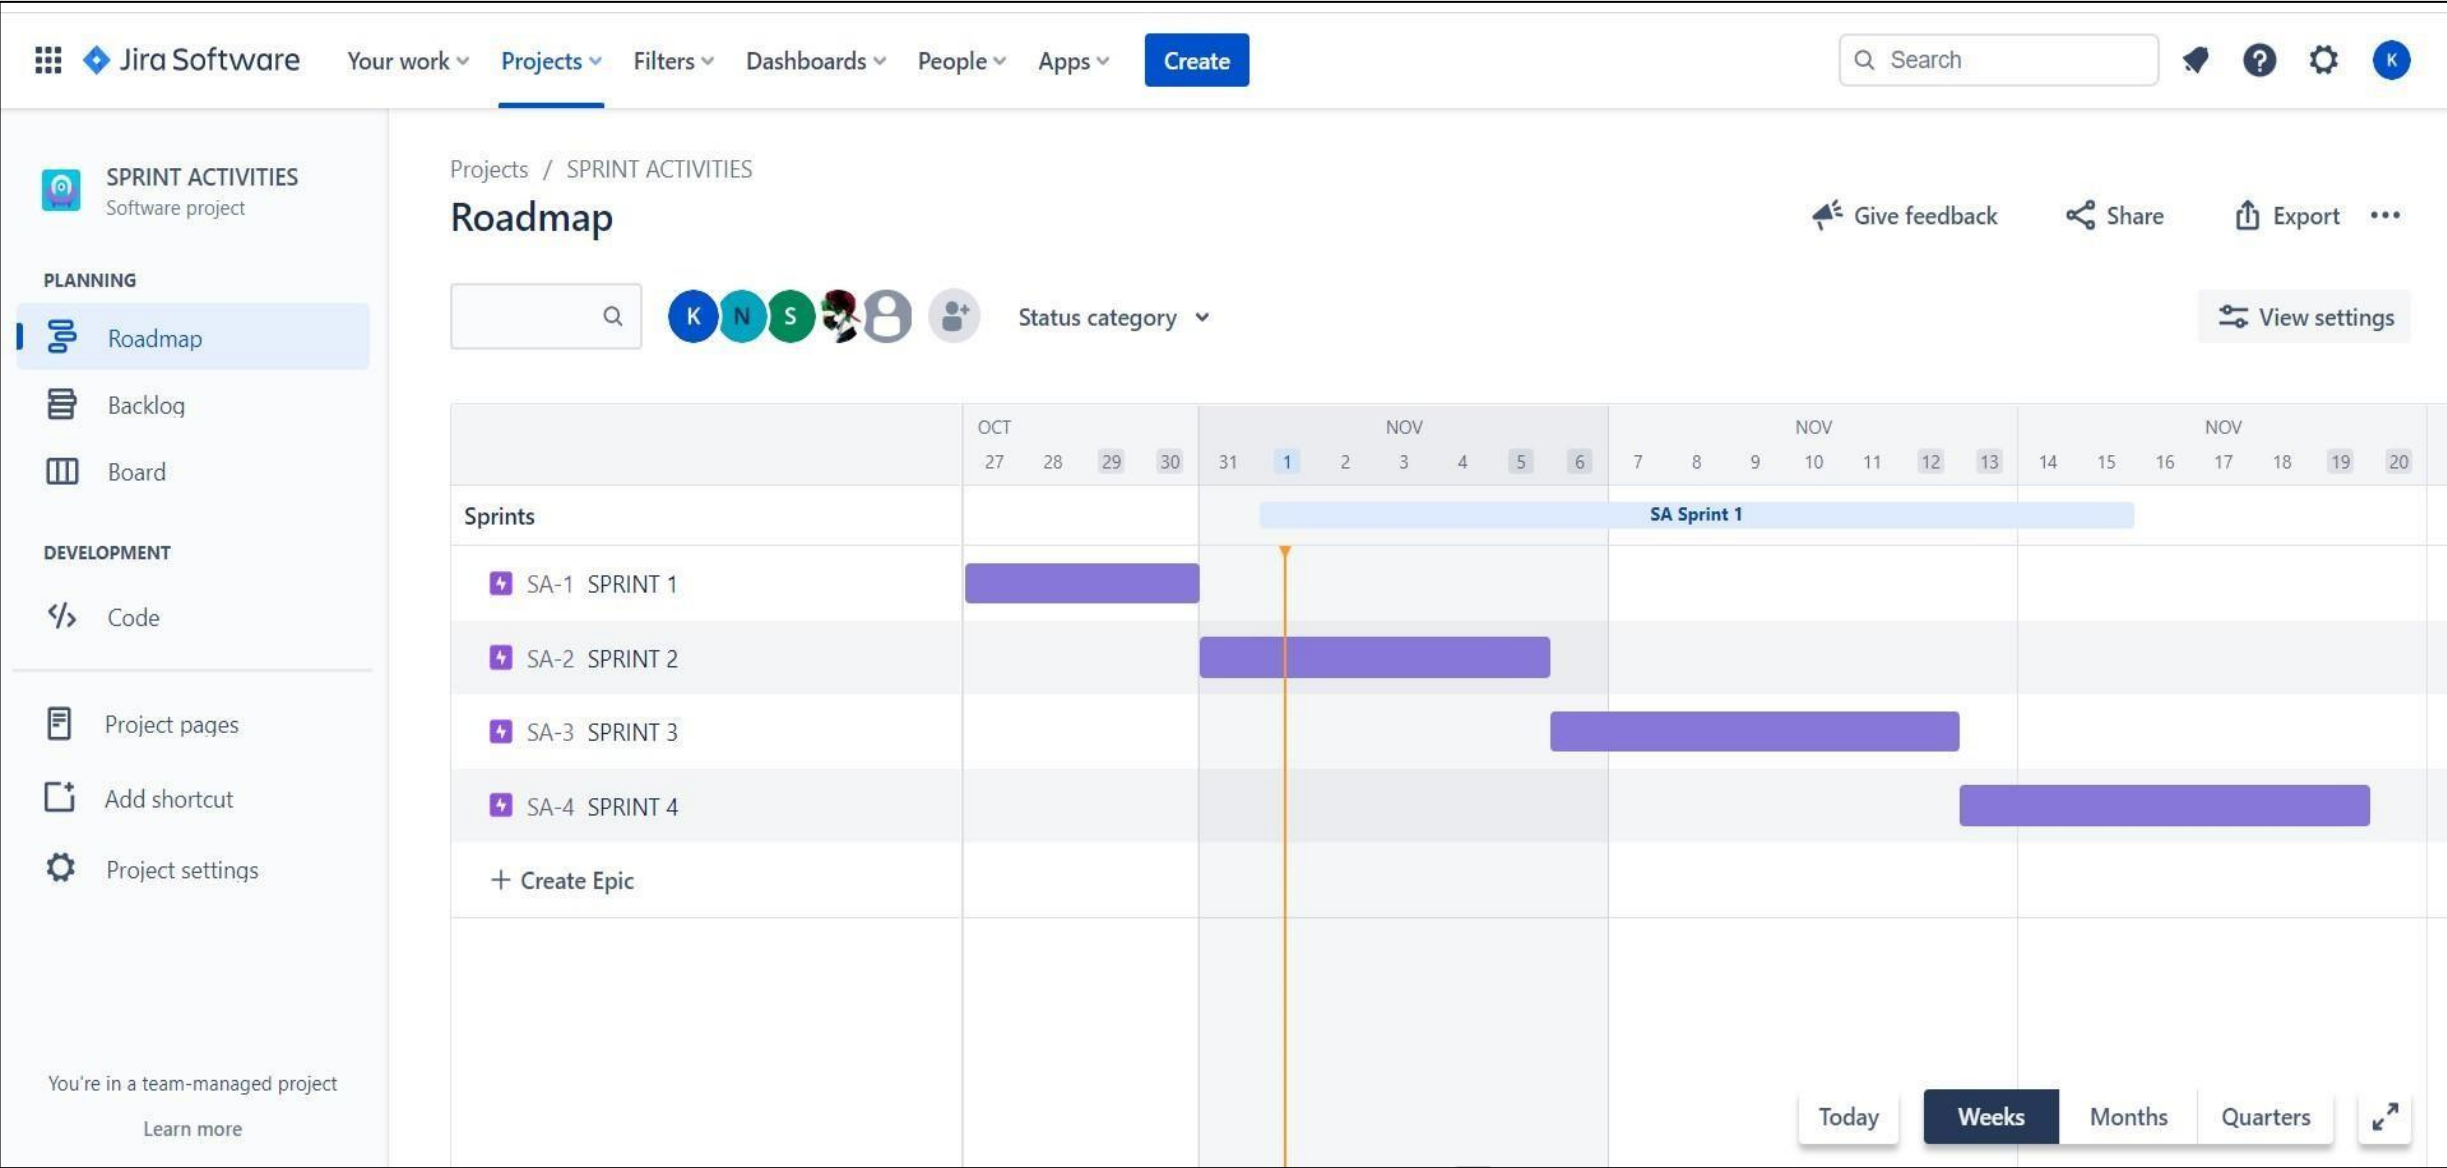 Jira Software Your work Projects Filters Dashboards People Apps Create Search K
SPRINT ACTIVITIES
Software project
PLANNING
Roadmap
Backlog
Board
DEVELOPMENT
Code
Project pages
Add shortcut
Project settings
You're in a team-managed project
Learn more
Projects / SPRINT ACTIVITIES
Roadmap
Give feedback Share Export
K N S Status category View settings
OCT NOV NOV NOV
27 28 29 30 31 1 2 3 4 5 6 7 8 9 10 11 12 13 14 15 16 17 18 19 20
Sprints SA Sprint 1
SA-1 SPRINT 1
SA-2 SPRINT 2
SA-3 SPRINT 3
SA-4 SPRINT 4
+ Create Epic
Today Weeks Months Quarters